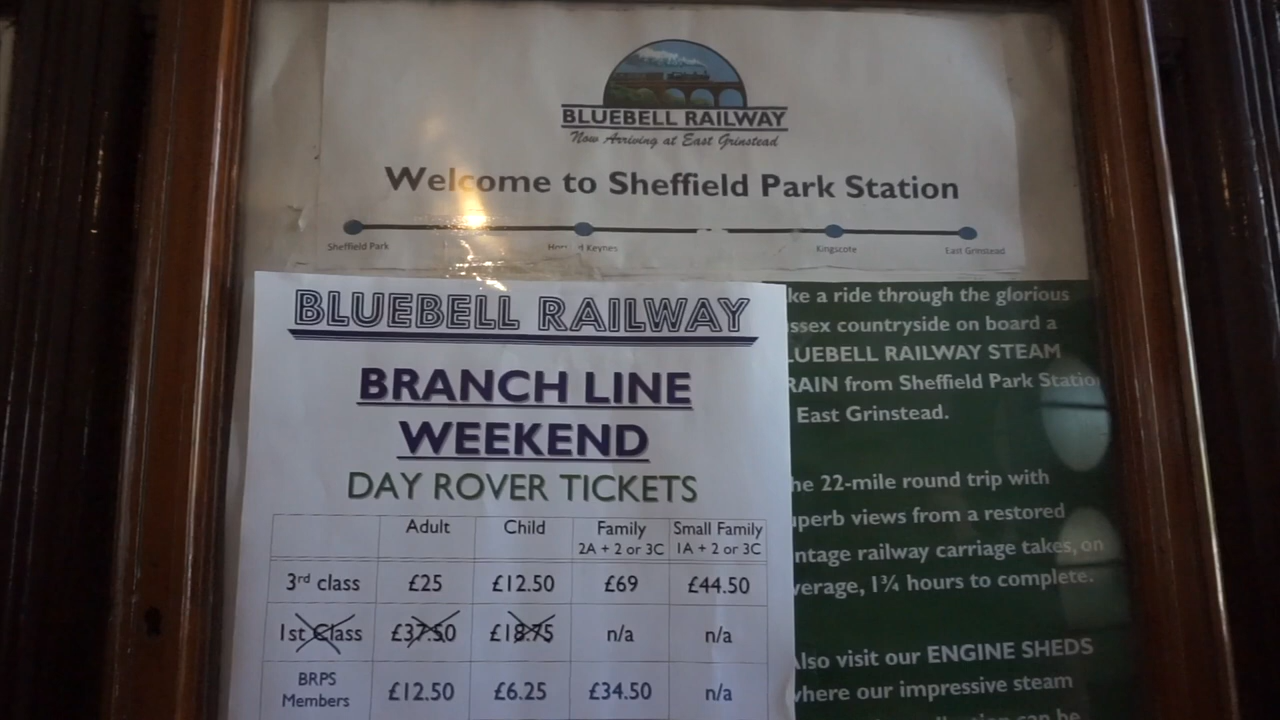 BLUEBELL RAILWAY
Now Arriving at East Grinstead
Welcome to Sheffield Park Station
Sheffield Park Keynes Kingscote East Grinstead
BLUEBELL RAILWAY
BRANCH LINE
WEEKEND
DAY ROVER TICKETS
Adult Child Family Small Family
2A + 2 or 3C 1A + 2 or 3C
3rd class £25 £12.50 £69 £44.50
1st Class £37.50 £18.75 n/a n/a
BRPS
Members £12.50 £6.25 £34.50 n/a
ke a ride through the glorious
ssex countryside on board a
LUEBELL RAILWAY STEAM
RAIN from Sheffield Park Statio
East Grinstead.
he 22-mile round trip with
perb views from a restored
ntage railway carriage takes, on
verage, 1¾ hours to complete.
lso visit our ENGINE SHEDS
where our impressive steam
can be